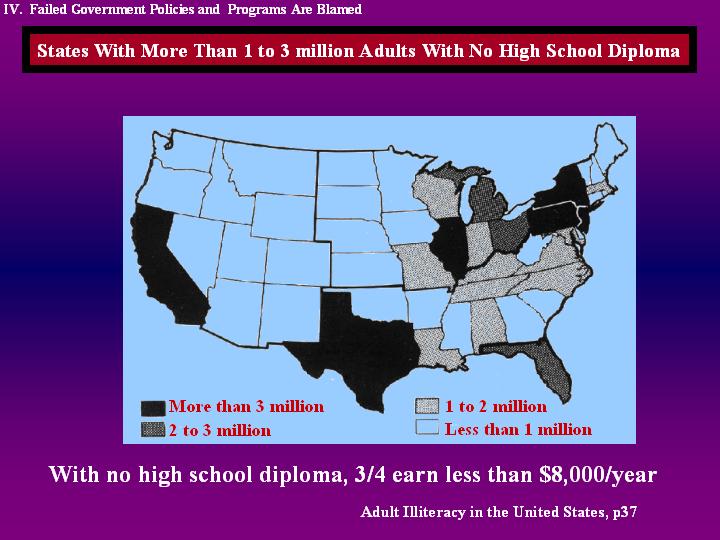 IV. Failed Government Policies and Programs Are Blamed
States With More Than 1 to 3 million Adults With No High School Diploma
More than 3 million
2 to 3 million
1 to 2 million
Less than 1 million
With no high school diploma, 3/4 earn less than $8,000/year
Adult Illiteracy in the United States, p37